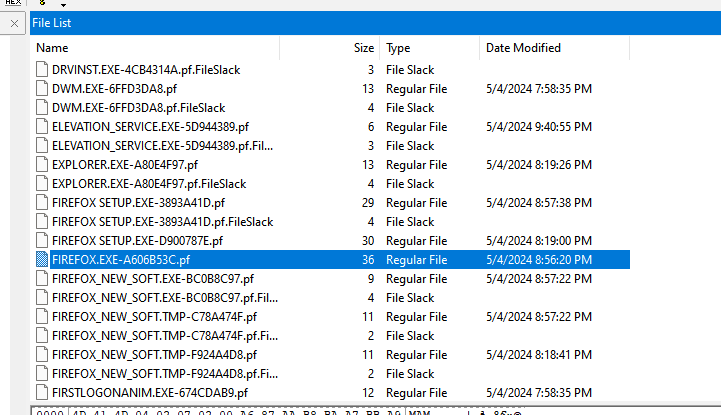 HEX
File List
Name Size Type Date Modified
DRVINST.EXE-4CB4314A.pf.FileSlack 3 File Slack
DWM.EXE-6FFD3DA8.pf 13 Regular File 5/4/2024 7:58:35 PM
DWM.EXE-6FFD3DA8.pf.FileSlack 4 File Slack
ELEVATION_SERVICE.EXE-5D944389.pf 6 Regular File 5/4/2024 9:40:55 PM
ELEVATION_SERVICE.EXE-5D944389.pf.Fi... 3 File Slack
EXPLORER.EXE-A80E4F97.pf 13 Regular File 5/4/2024 8:19:26 PM
EXPLORER.EXE-A80E4F97.pf.FileSlack 4 File Slack
FIREFOX SETUP.EXE-3893A41D.pf 29 Regular File 5/4/2024 8:57:38 PM
FIREFOX SETUP.EXE-3893A41D.pf.FileSlack 4 File Slack
FIREFOX SETUP.EXE-D900787E.pf 30 Regular File 5/4/2024 8:19:00 PM
FIREFOX.EXE-A606B53C.pf 36 Regular File 5/4/2024 8:56:20 PM
FIREFOX_NEW_SOFT.EXE-BC0B8C97.pf 9 Regular File 5/4/2024 8:57:22 PM
FIREFOX_NEW_SOFT.EXE-BC0B8C97.pf.Fi... 4 File Slack
FIREFOX_NEW_SOFT.TMP-C78A474F.pf 11 Regular File 5/4/2024 8:57:22 PM
FIREFOX_NEW_SOFT.TMP-C78A474F.pf.Fi... 2 File Slack
FIREFOX_NEW_SOFT.TMP-F924A4D8.pf 11 Regular File 5/4/2024 8:18:41 PM
FIREFOX_NEW_SOFT.TMP-F924A4D8.pf.Fi... 2 File Slack
FIRSTLOGONANIM.EXE-674CDAB9.pf 12 Regular File 5/4/2024 7:58:35 PM